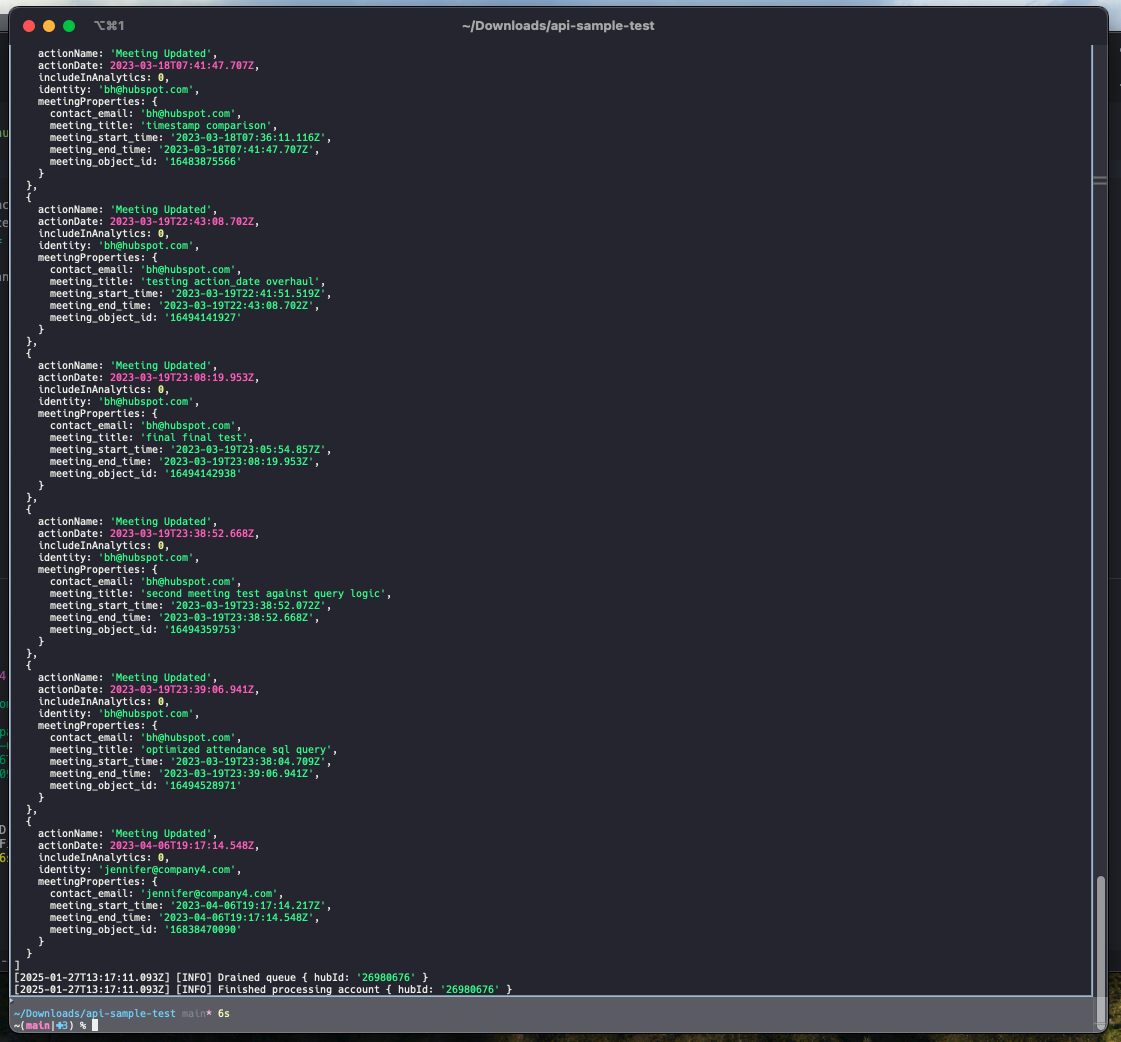 ⌥⌘1
~/Downloads/api-sample-test
actionName: 'Meeting Updated',
actionDate: 2023-03-18T07:41:47.707Z,
includeInAnalytics: 0,
identity: 'bh@hubspot.com',
meetingProperties: {
contact_email: 'bh@hubspot.com',
meeting_title: 'timestamp comparison',
meeting_start_time: '2023-03-18T07:36:11.116Z',
meeting_end_time: '2023-03-18T07:41:47.707Z',
meeting_object_id: '16483875566'
}
},
{
actionName: 'Meeting Updated',
actionDate: 2023-03-19T22:43:08.702Z,
includeInAnalytics: 0,
identity: 'bh@hubspot.com',
meetingProperties: {
contact_email: 'bh@hubspot.com',
meeting_title: 'testing action_date overhaul',
meeting_start_time: '2023-03-19T22:41:51.519Z',
meeting_end_time: '2023-03-19T22:43:08.702Z',
meeting_object_id: '16494141927'
}
},
{
actionName: 'Meeting Updated',
actionDate: 2023-03-19T23:08:19.953Z,
includeInAnalytics: 0,
identity: 'bh@hubspot.com',
meetingProperties: {
contact_email: 'bh@hubspot.com',
meeting_title: 'final final test',
meeting_start_time: '2023-03-19T23:05:54.857Z',
meeting_end_time: '2023-03-19T23:08:19.953Z',
meeting_object_id: '16494142938'
}
},
{
actionName: 'Meeting Updated',
actionDate: 2023-03-19T23:38:52.668Z,
includeInAnalytics: 0,
identity: 'bh@hubspot.com',
meetingProperties: {
contact_email: 'bh@hubspot.com',
meeting_title: 'second meeting test against query logic',
meeting_start_time: '2023-03-19T23:38:52.072Z',
meeting_end_time: '2023-03-19T23:38:52.668Z',
meeting_object_id: '16494359753'
}
},
{
actionName: 'Meeting Updated',
actionDate: 2023-03-19T23:39:06.941Z,
includeInAnalytics: 0,
identity: 'bh@hubspot.com',
meetingProperties: {
contact_email: 'bh@hubspot.com',
meeting_title: 'optimized attendance sql query',
meeting_start_time: '2023-03-19T23:38:04.709Z',
meeting_end_time: '2023-03-19T23:39:06.941Z',
meeting_object_id: '16494528971'
}
},
{
actionName: 'Meeting Updated',
actionDate: 2023-04-06T19:17:14.548Z,
includeInAnalytics: 0,
identity: 'jennifer@company4.com',
meetingProperties: {
contact_email: 'jennifer@company4.com',
meeting_start_time: '2023-04-06T19:17:14.217Z',
meeting_end_time: '2023-04-06T19:17:14.548Z',
meeting_object_id: '16838470090'
}
}
]
[2025-01-27T13:17:11.093Z] [INFO] Drained queue { hubId: '26980676' }
[2025-01-27T13:17:11.093Z] [INFO] Finished processing account { hubId: '26980676' }
~/Downloads/api-sample-test main* 6s
~(main|✚3) %